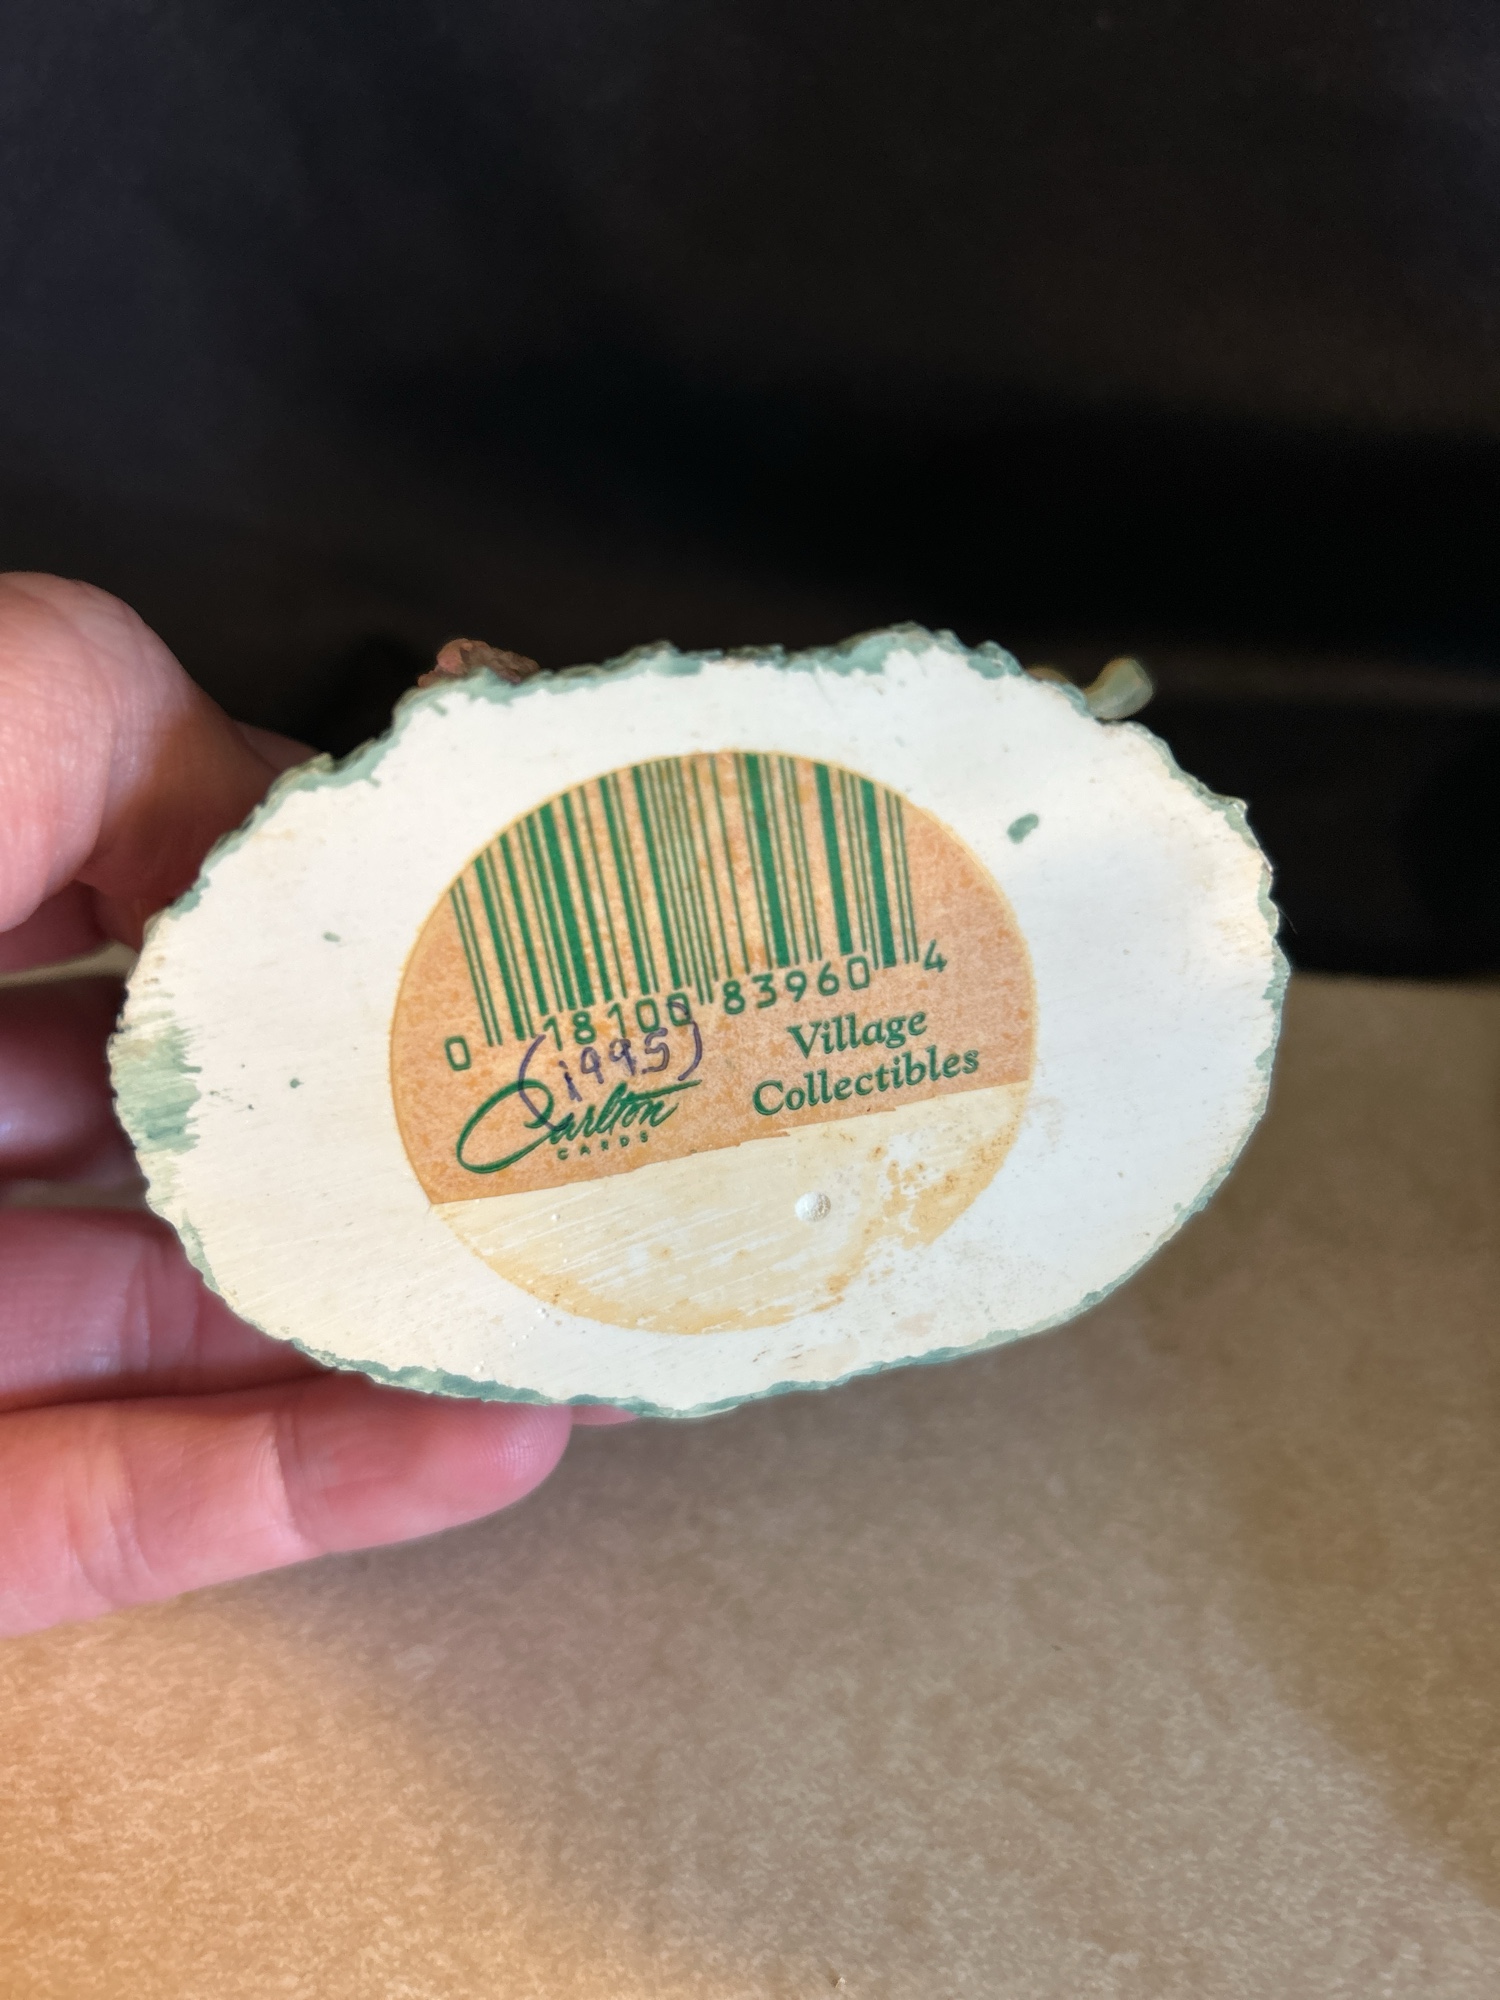 0 18100 83960 4
(1995)
Carlton
CARDS
Village
Collectibles